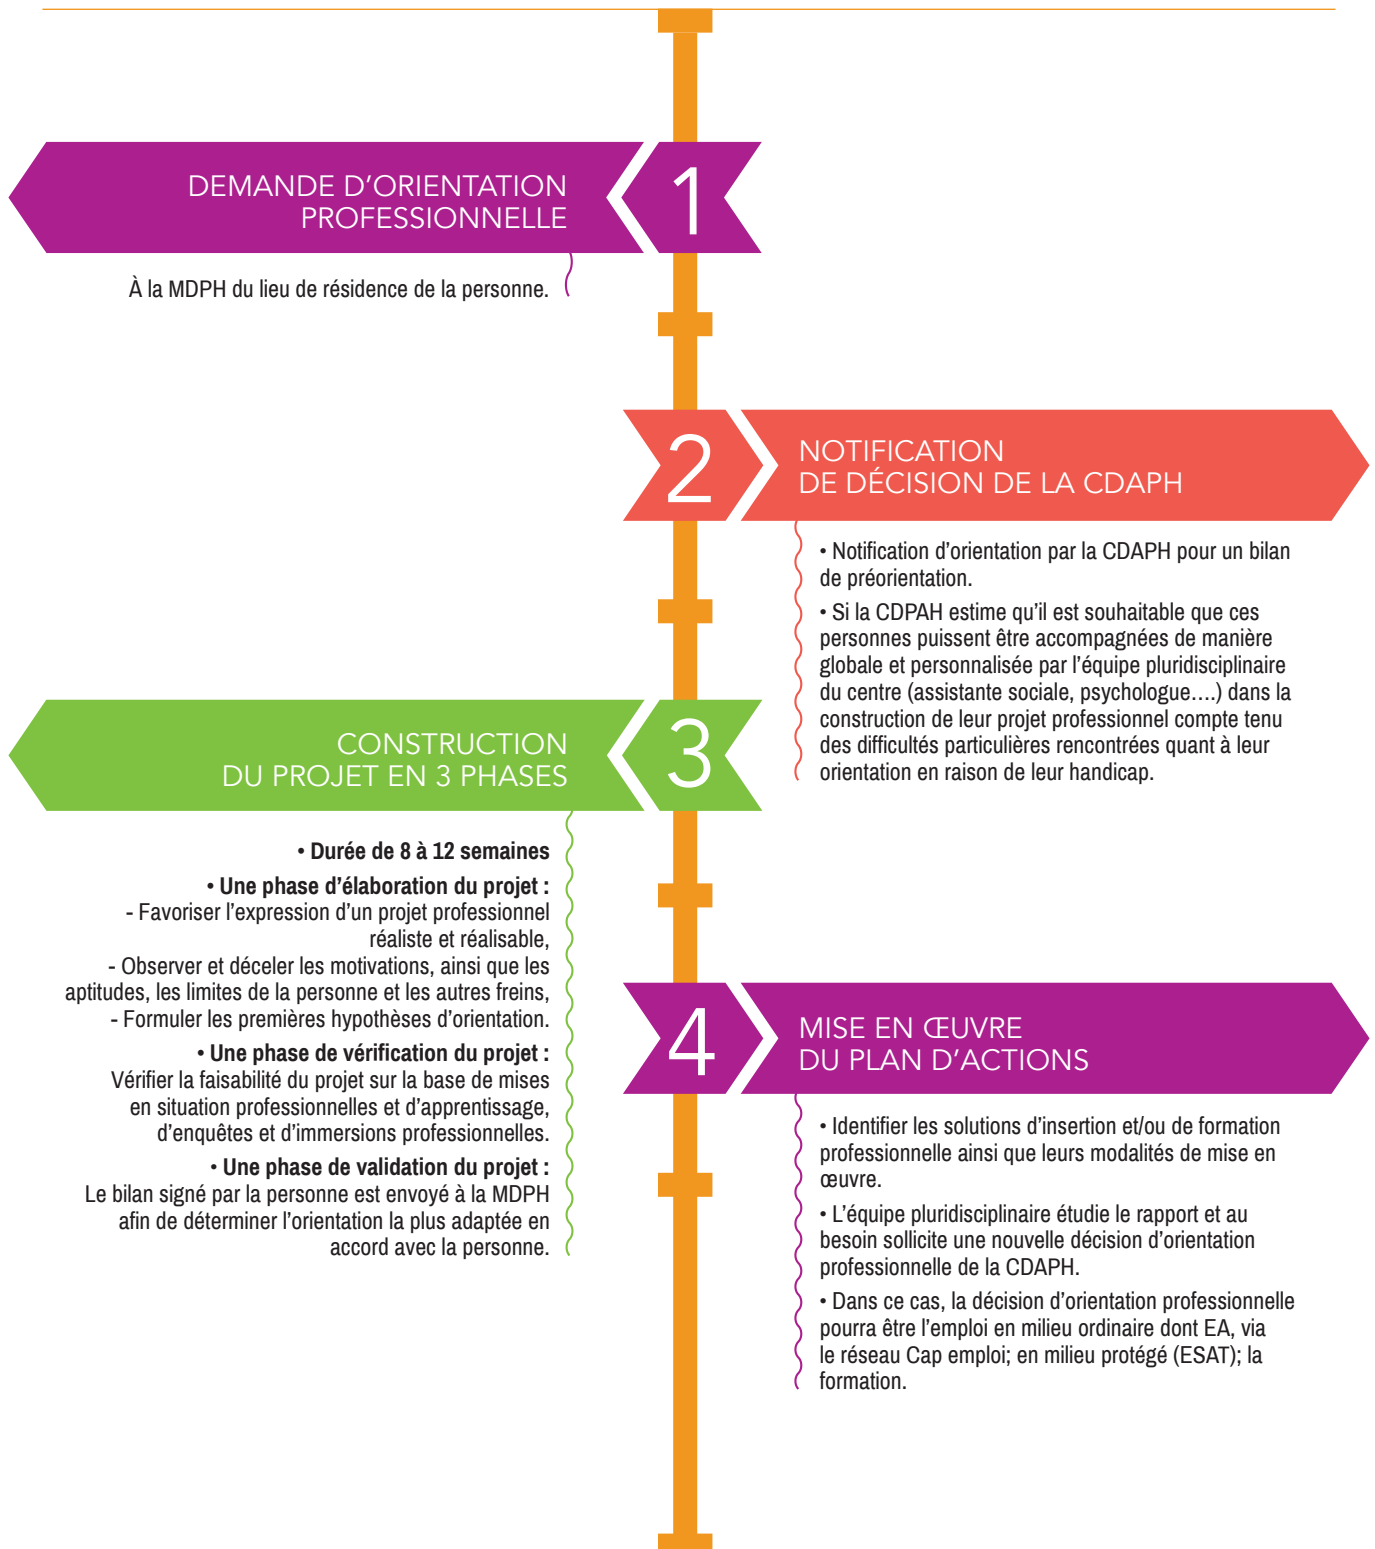 DEMANDE D’ORIENTATION
PROFESSIONNELLE
1
À la MDPH du lieu de résidence de la personne.
2
NOTIFICATION
DE DÉCISION DE LA CDAPH
• Notification d’orientation par la CDAPH pour un bilan
de préorientation.
• Si la CDPAH estime qu’il est souhaitable que ces
personnes puissent être accompagnées de manière
globale et personnalisée par l’équipe pluridisciplinaire
du centre (assistante sociale, psychologue….) dans la
construction de leur projet professionnel compte tenu
des difficultés particulières rencontrées quant à leur
orientation en raison de leur handicap.
CONSTRUCTION
DU PROJET EN 3 PHASES
3
• Durée de 8 à 12 semaines
• Une phase d’élaboration du projet :
- Favoriser l’expression d’un projet professionnel
réaliste et réalisable,
- Observer et déceler les motivations, ainsi que les
aptitudes, les limites de la personne et les autres freins,
- Formuler les premières hypothèses d’orientation.
• Une phase de vérification du projet :
Vérifier la faisabilité du projet sur la base de mises
en situation professionnelles et d’apprentissage,
d’enquêtes et d’immersions professionnelles.
• Une phase de validation du projet :
Le bilan signé par la personne est envoyé à la MDPH
afin de déterminer l’orientation la plus adaptée en
accord avec la personne.
4
MISE EN ŒUVRE
DU PLAN D’ACTIONS
• Identifier les solutions d’insertion et/ou de formation
professionnelle ainsi que leurs modalités de mise en
œuvre.
• L’équipe pluridisciplinaire étudie le rapport et au
besoin sollicite une nouvelle décision d’orientation
professionnelle de la CDAPH.
• Dans ce cas, la décision d’orientation professionnelle
pourra être l’emploi en milieu ordinaire dont EA, via
le réseau Cap emploi; en milieu protégé (ESAT); la
formation.